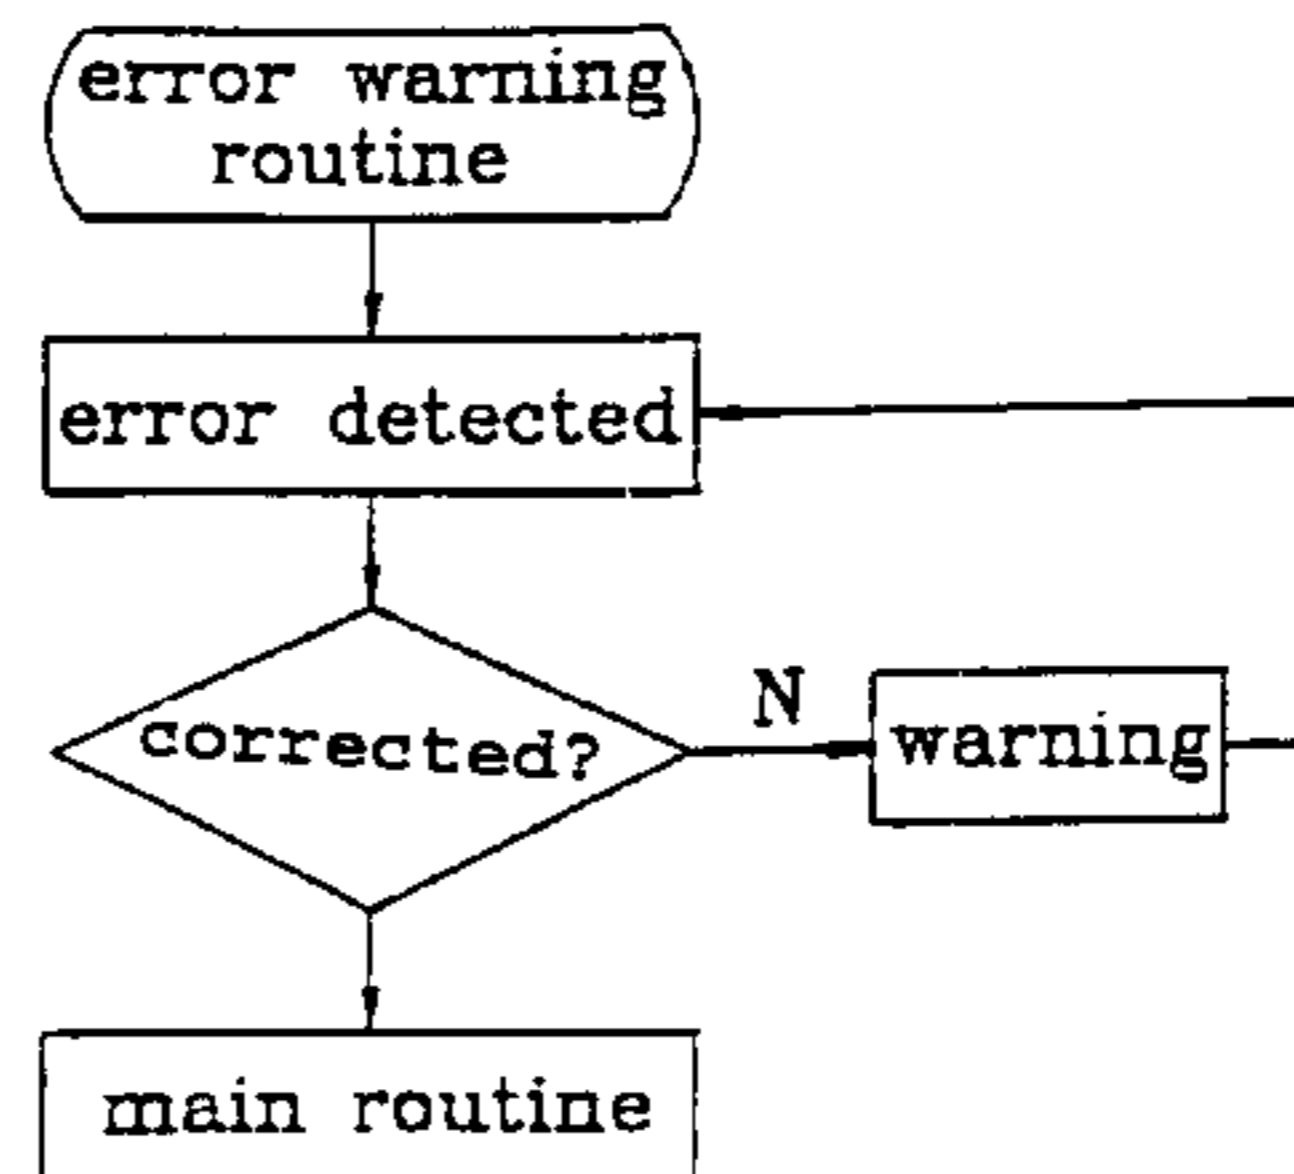 error warning
routine
error detected
corrected?
N
warning
main routine